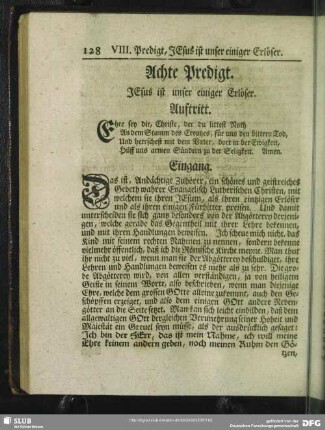 128 VIII. Predigt, JEsus ist unser einiger Erlöser.
Achte Predigt.
JEsus ist unser einiger Erlöser.
Auftritt.
Ehre sey dir, Christe, der du littest Noth
An dem Stamm des Creutzes, für uns den bittern Tod,
Und herrschest mit dem Vater, dort in der Ewigkeit,
Hilff uns armen Sündern zu der Seligkeit. Amen.
Eingang.
Das ist, Andächtige Zuhörer, ein schönes und geistreiches
Gebeth wahrer Evangelisch Lutherischen Christen, mit
welchem sie ihren JEsum, als ihren einzigen Erlöser
und als ihren einigen Fürbitter preisen. Und damit
unterscheiden sie sich gantz besonders von der Abgötterey derjeni-
gen, welche gerade das Gegentheil mit ihrer Lehre bekennen,
und mit ihren Handlungen beweisen. Ich scheue mich nicht, das
Kind mit seinem rechten Nahmen zu nennen, sondern bekenne
vielmehr öffentlich, daß ich die Römische Kirche meyne. Man thut
ihr nicht zu viel, wenn man sie der Abgötterey beschuldiget, ihre
Lehren und Handlungen beweisen es mehr als zu sehr. Die gro-
be Abgötterey wird, vor allen verständigen, ja von heiligen
Geiste in seinem Worte, also beschrieben, wenn man diejenige
Ehre, welche dem grossen GOtte alleine zukommt, auch den Ge-
schöpffen erzeiget, und also dem einigen GOtt andere Neben-
götter an die Seite setzet. Man kan sich leicht einbilden, daß dem
allgewaltigen GOtt dergleichen Verunehrung seiner Hoheit und
Majestät ein Greuel seyn müsse, als der ausdrücklich gesaget:
Ich bin der HErr, das ist mein Nahme, ich will meine
Ehre keinem andern geben, noch meinen Ruhm den Gö-
tzen,
SLUB
DFG